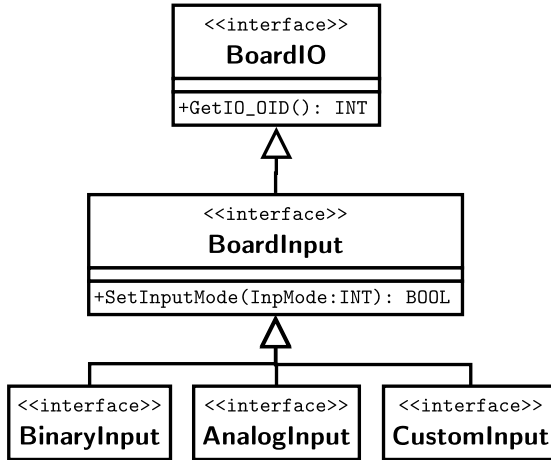 <<interface>>
BoardIO
+GetIO_OID(): INT
<<interface>>
BoardInput
+SetInputMode(InpMode:INT): BOOL
<<interface>> <<interface>> <<interface>>
BinaryInput AnalogInput CustomInput